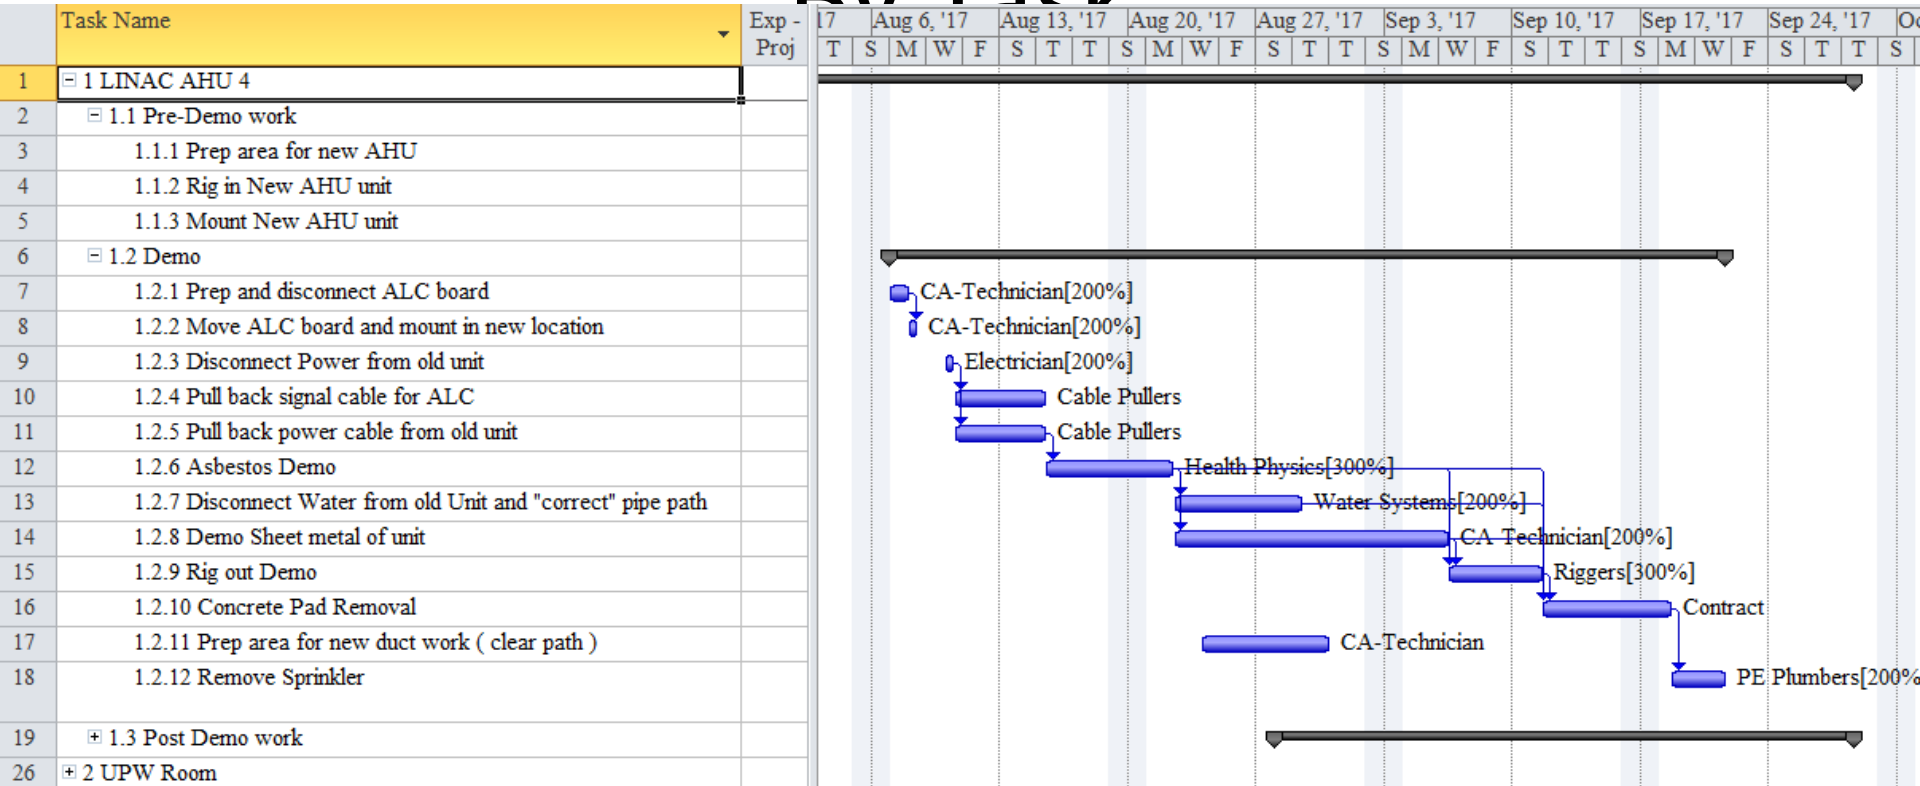 By Task
Task Name Exp - Proj 17 Aug 6, '17 Aug 13, '17 Aug 20, '17 Aug 27, '17 Sep 3, '17 Sep 10, '17 Sep 17, '17 Sep 24, '17 Oc
T S M W F S T T S M W F S T T S M W F S T T S M W F S T T S
1 1 LINAC AHU 4
2 1.1 Pre-Demo work
3 1.1.1 Prep area for new AHU
4 1.1.2 Rig in New AHU unit
5 1.1.3 Mount New AHU unit
6 1.2 Demo
7 1.2.1 Prep and disconnect ALC board CA-Technician[200%]
8 1.2.2 Move ALC board and mount in new location CA-Technician[200%]
9 1.2.3 Disconnect Power from old unit Electrician[200%]
10 1.2.4 Pull back signal cable for ALC Cable Pullers
11 1.2.5 Pull back power cable from old unit Cable Pullers
12 1.2.6 Asbestos Demo Health Physics[300%]
13 1.2.7 Disconnect Water from old Unit and "correct" pipe path Water Systems[200%]
14 1.2.8 Demo Sheet metal of unit CA-Technician[200%]
15 1.2.9 Rig out Demo Riggers[300%]
16 1.2.10 Concrete Pad Removal Contract
17 1.2.11 Prep area for new duct work ( clear path ) CA-Technician
18 1.2.12 Remove Sprinkler PE Plumbers[200%
19 1.3 Post Demo work
26 2 UPW Room